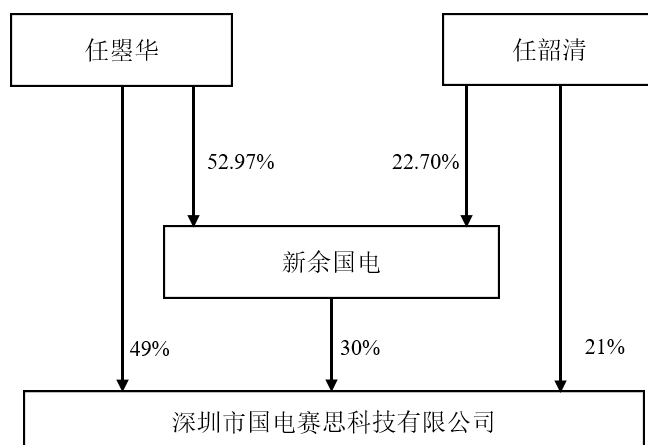 任曌华
任韶清
52.97%
22.70%
新余国电
49%
30%
21%
深圳市国电赛思科技有限公司